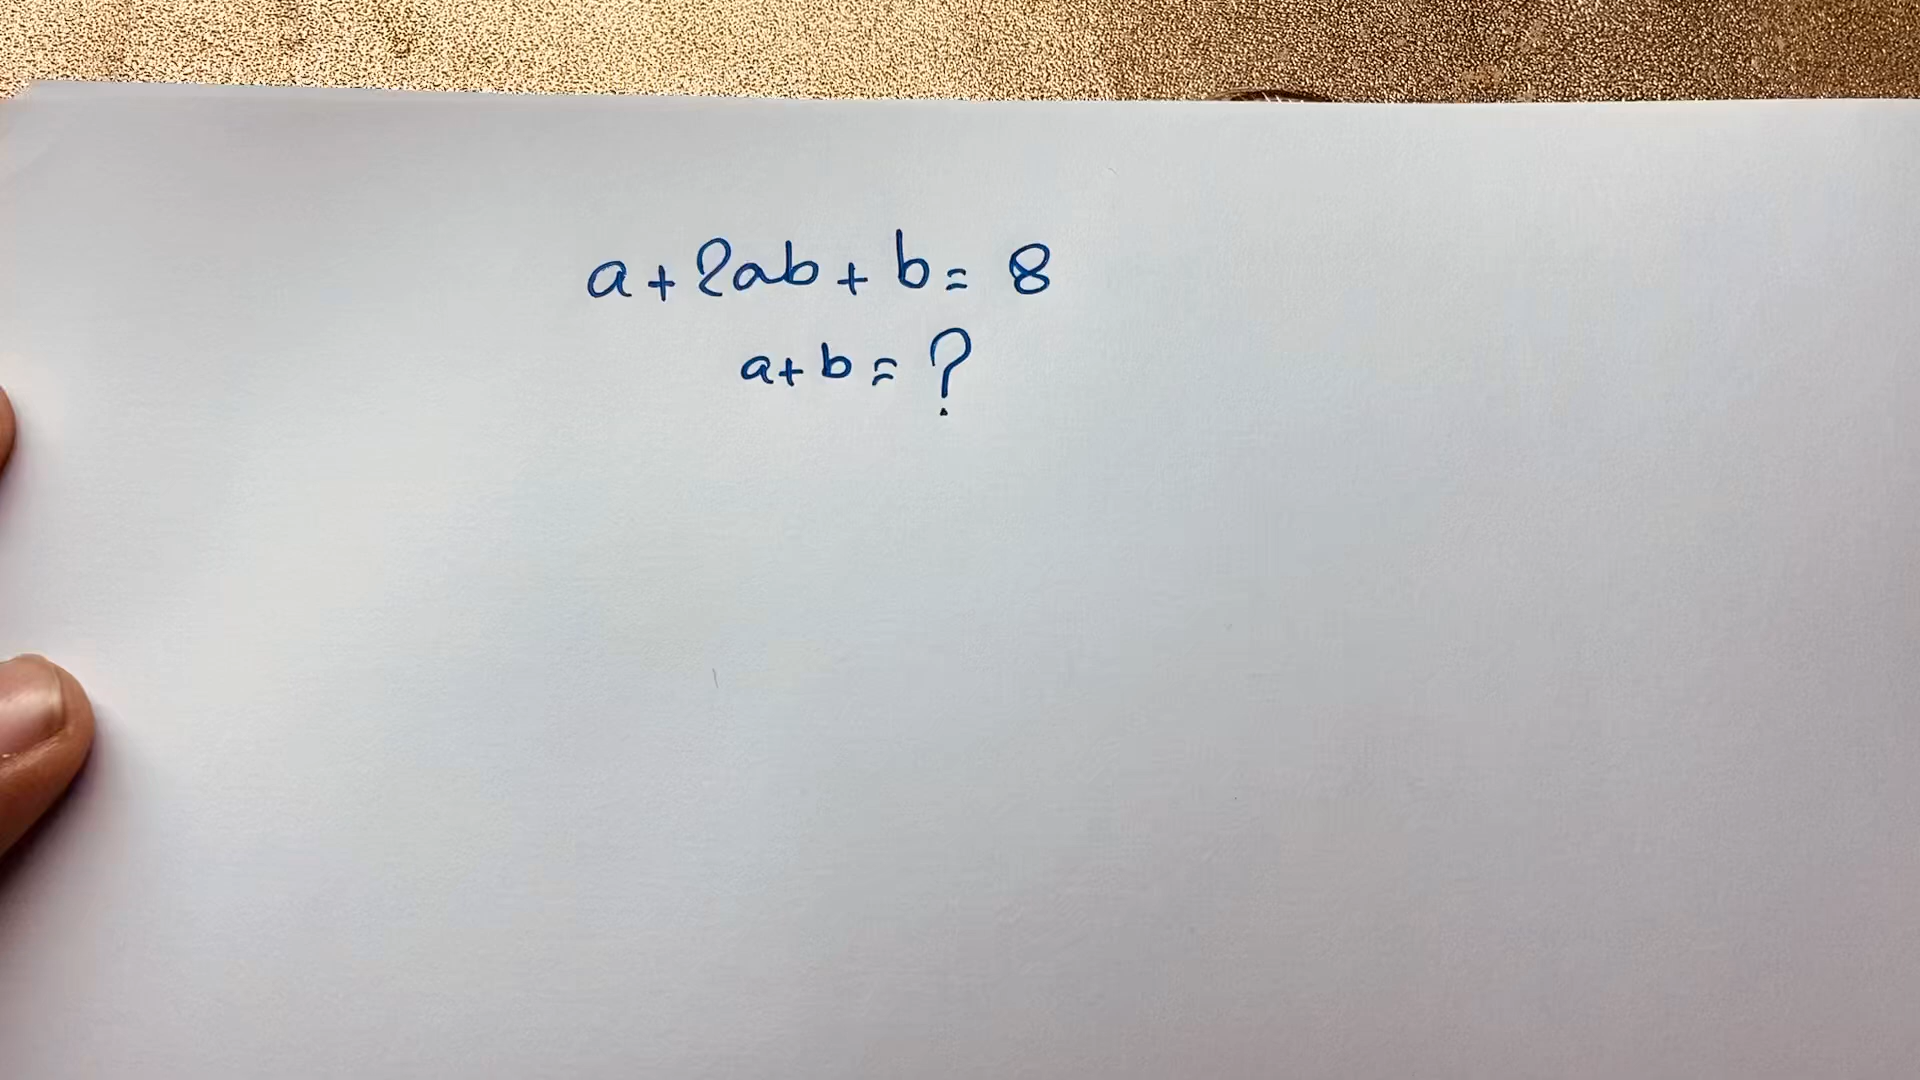 a + 2ab + b = 8
a + b = ?